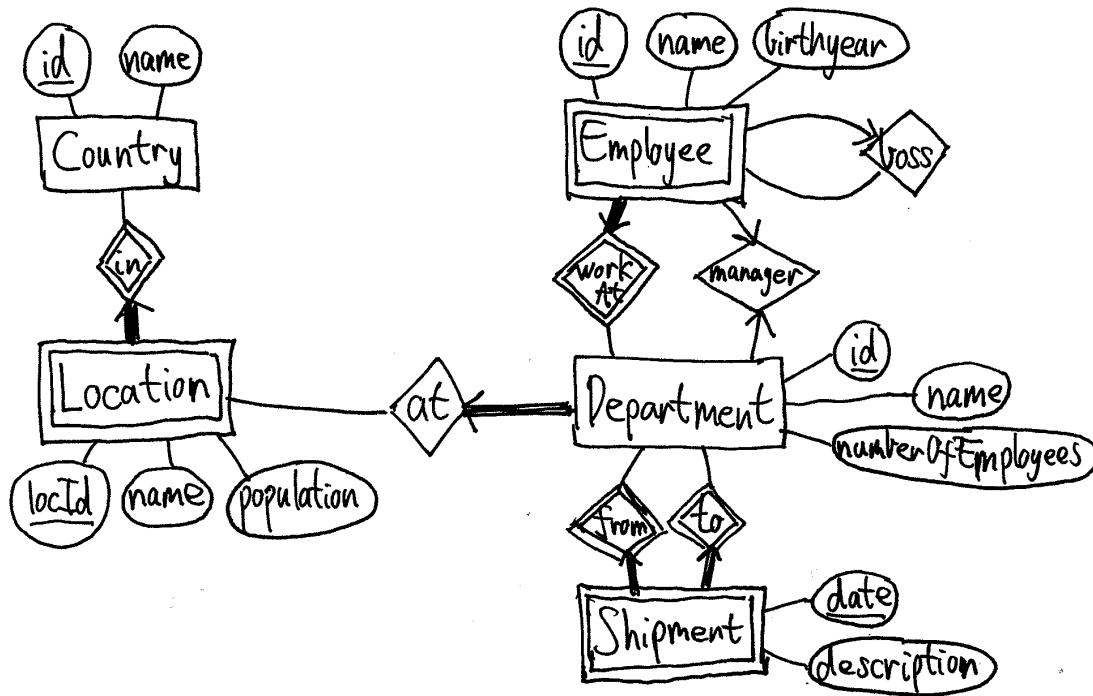 id
name
Country
in
Location
locId
name
population
at
id
name
birthyear
Employee
boss
work
At
manager
Department
id
name
numberOfEmployees
from
to
Shipment
date
description